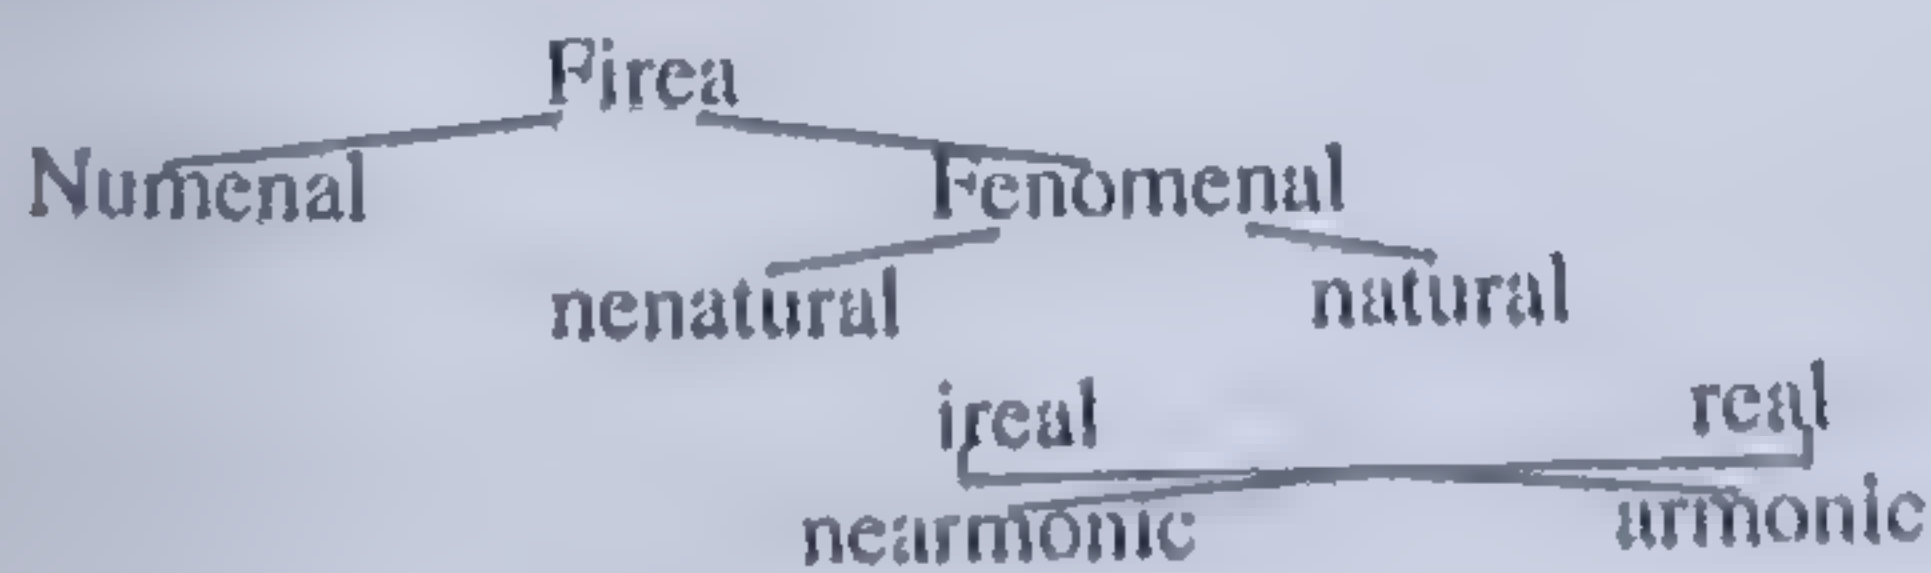 Firea
Numenal Fenomenal
nenatural natural
ireal real
nearmonic armonic